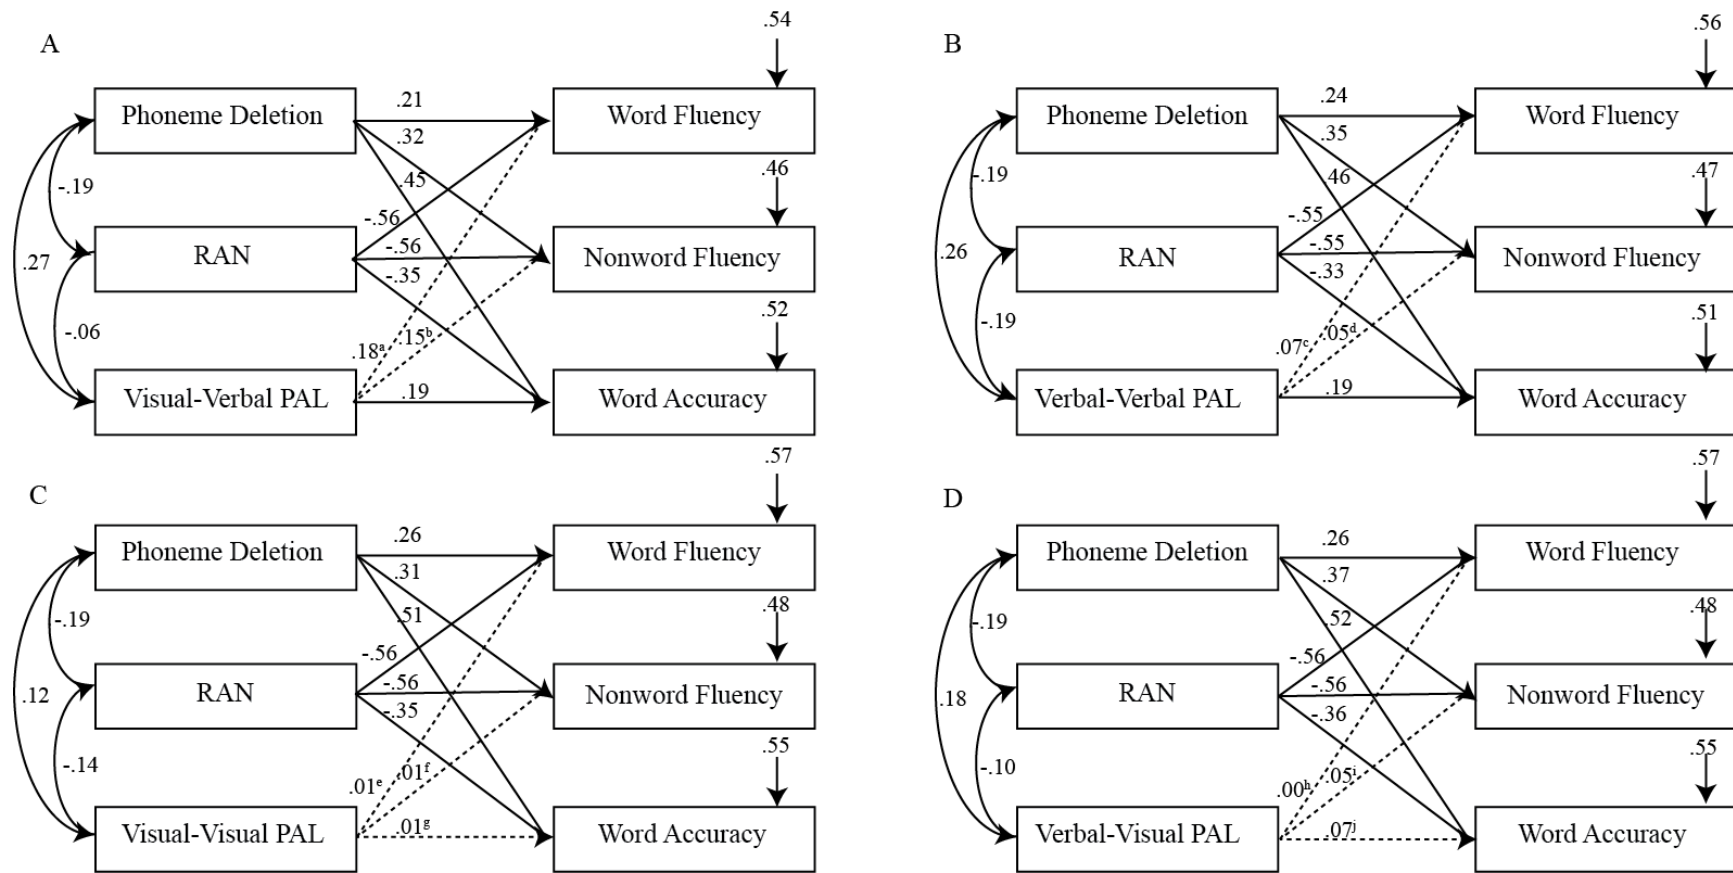 A
.54
Phoneme Deletion
.21
Word Fluency
.32
-.19
.45
.46
-.56
RAN
-.56
Nonword Fluency
.27
-.35
-.06
.52
.18ᵃ
.15ᵇ
Visual-Verbal PAL
.19
Word Accuracy
B
.56
Phoneme Deletion
.24
Word Fluency
.35
-.19
.46
.47
-.55
RAN
-.55
Nonword Fluency
.26
-.33
-.19
.51
.07ᶜ
.05ᵈ
Verbal-Verbal PAL
.19
Word Accuracy
C
.57
Phoneme Deletion
.26
Word Fluency
.31
-.19
.51
.48
-.56
RAN
-.56
Nonword Fluency
.12
-.35
-.14
.55
.01ᵉ
.01ᶠ
Visual-Visual PAL
.01ᵍ
Word Accuracy
D
.57
Phoneme Deletion
.26
Word Fluency
.37
-.19
.52
.48
-.56
RAN
-.56
Nonword Fluency
.18
-.36
-.10
.55
.00ʰ
.05ⁱ
Verbal-Visual PAL
.07ʲ
Word Accuracy